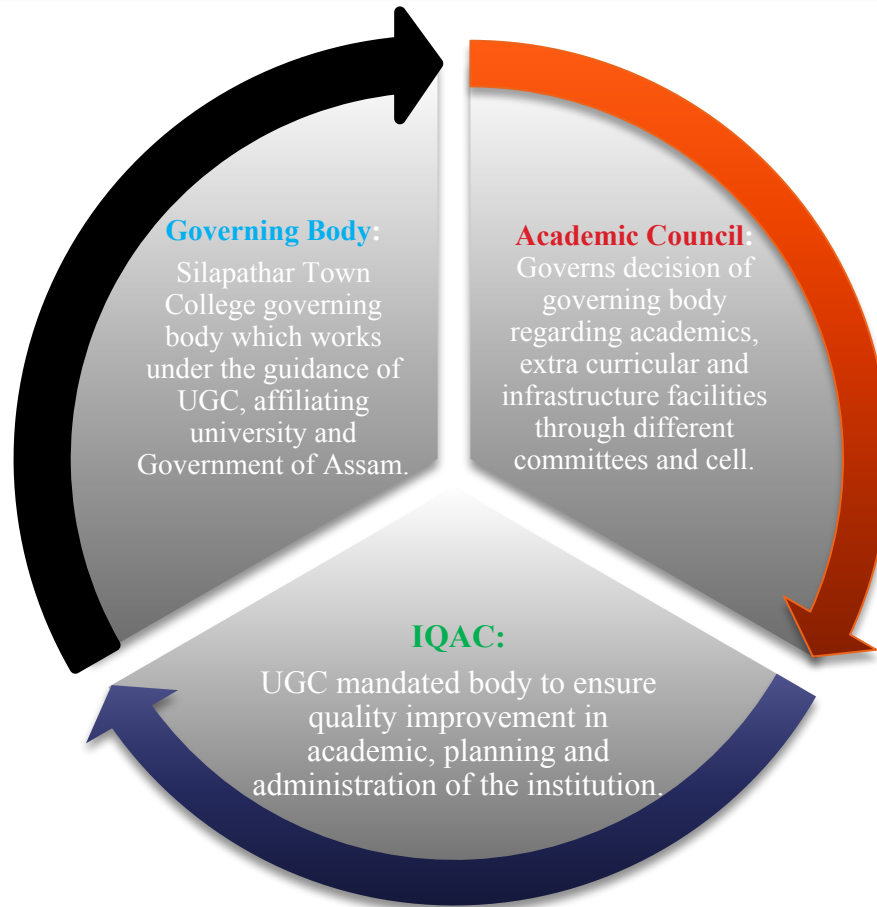 Governing Body:
Silapathar Town
College governing
body which works
under the guidance of
UGC, affiliating
university and
Government of Assam.
Academic Council:
Governs decision of
governing body
regarding academics,
extra curricular and
infrastructure facilities
through different
committees and cell.
IQAC:
UGC mandated body to ensure
quality improvement in
academic, planning and
administration of the institution.